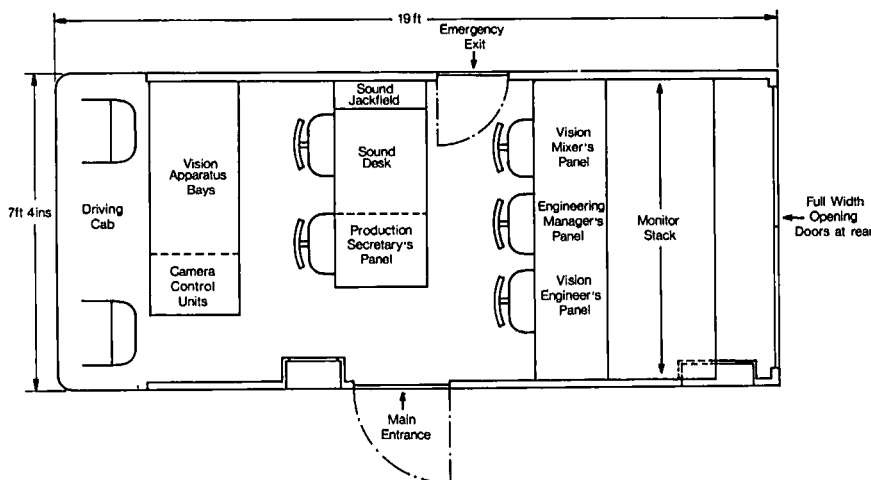 19 ft
Emergency
Exit
Sound
Jackfield
Vision
Apparatus
Bays
Sound
Desk
Vision
Mixer's
Panel
7ft 4ins
Driving
Cab
Engineering
Manager's
Panel
Monitor
Stack
Full Width
Opening
Doors at rear
Production
Secretary's
Panel
Camera
Control
Units
Vision
Engineer's
Panel
Main
Entrance